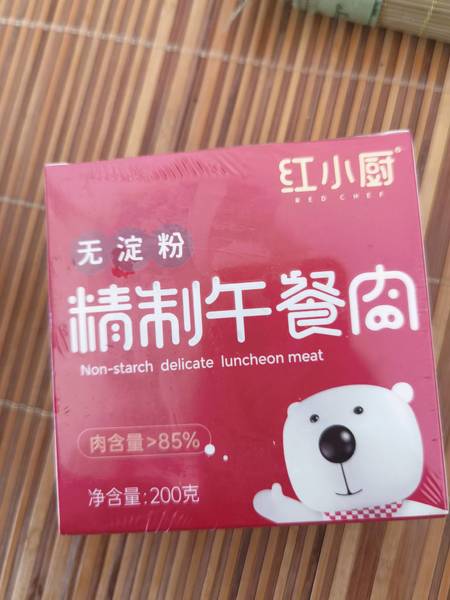 红小厨®
RED CHEF
无淀粉
精制午餐肉
Non-starch delicate luncheon meat
肉含量>85%
净含量:200克